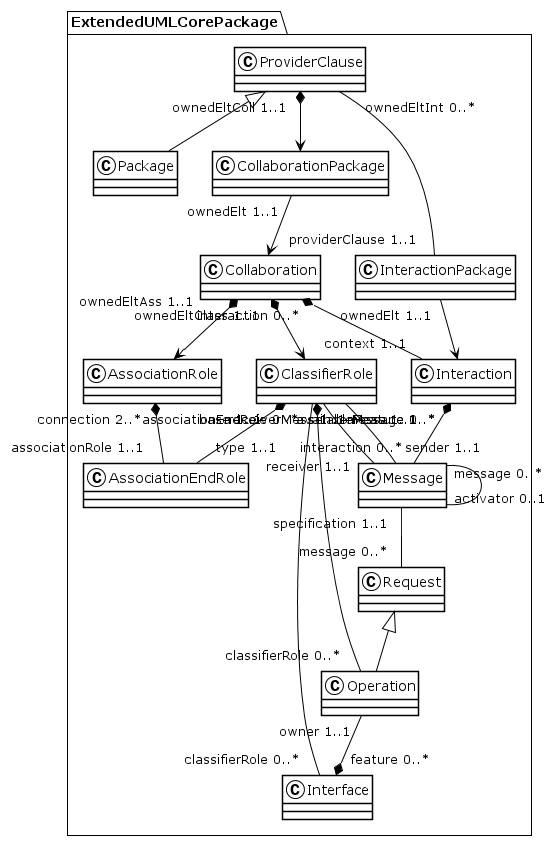 ExtendedUMLCorePackage
C ProviderClause
ownedEltColl 1..1
ownedEltInt 0..*
C Package
C CollaborationPackage
ownedElt 1..1
providerClause 1..1
C Collaboration
C InteractionPackage
ownedEltAss 1..1
0..*
ownedElt 1..1
context 1..1
C AssociationRole
C ClassifierRole
C Interaction
connection 2..*
0..*
associationRole 1..1
type 1..1
interaction 0..*
sender 1..1
receiver 1..1
C AssociationEndRole
C Message
message 0..*
activator 0..1
specification 1..1
message 0..*
C Request
classifierRole 0..*
C Operation
owner 1..1
classifierRole 0..*
feature 0..*
C Interface